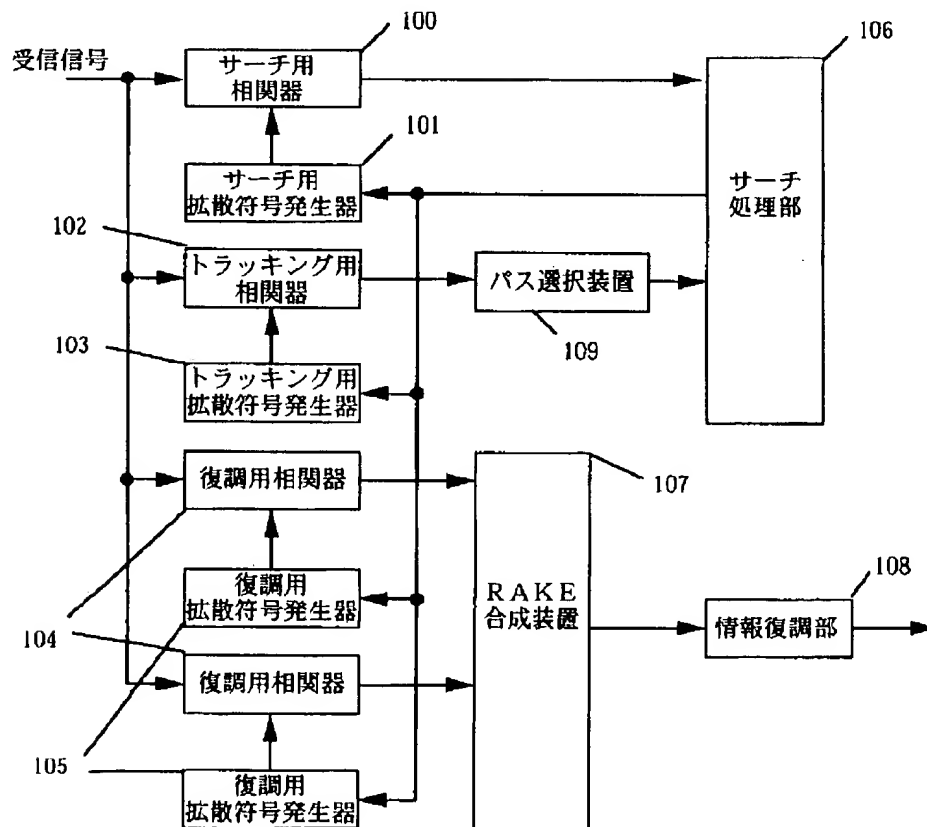 100
106
受信信号
サーチ用
相関器
101
サーチ用
拡散符号発生器
サーチ
処理部
102
トラッキング用
相関器
パス選択装置
109
103
トラッキング用
拡散符号発生器
復調用相関器
107
復調用
拡散符号発生器
RAKE
合成装置
108
情報復調部
104
復調用相関器
105
復調用
拡散符号発生器